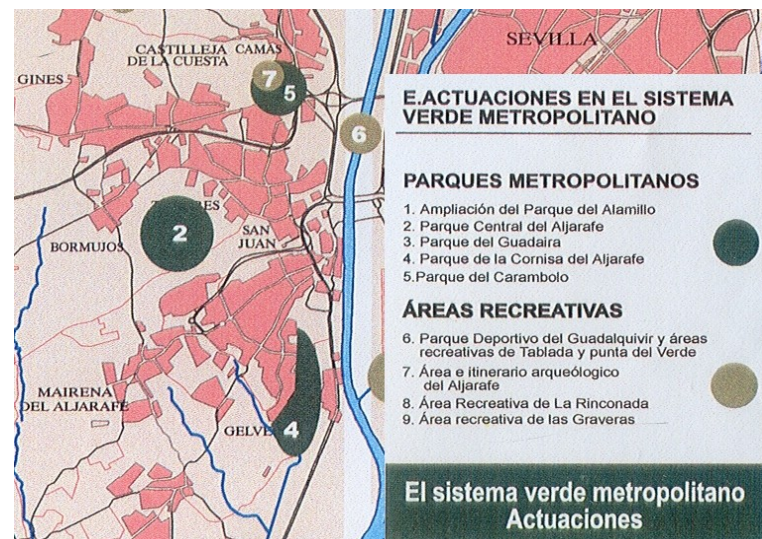 CASTILLEJA
DE LA CUESTA
CAMAS
SEVILLA
GINES
7
5
6
2
BORMUJOS
SAN
JUAN
MAIRENA
DEL ALJARAFE
GELVE
4
E.ACTUACIONES EN EL SISTEMA
VERDE METROPOLITANO
PARQUES METROPOLITANOS
1. Ampliación del Parque del Alamillo
2. Parque Central del Aljarafe
3. Parque del Guadaira
4. Parque de la Cornisa del Aljarafe
5.Parque del Carambolo
ÁREAS RECREATIVAS
6. Parque Deportivo del Guadalquivir y áreas
recreativas de Tablada y punta del Verde
7. Área e itinerario arqueólogico
del Aljarafe
8. Área Recreativa de La Rinconada
9. Área recreativa de las Graveras
El sistema verde metropolitano
Actuaciones